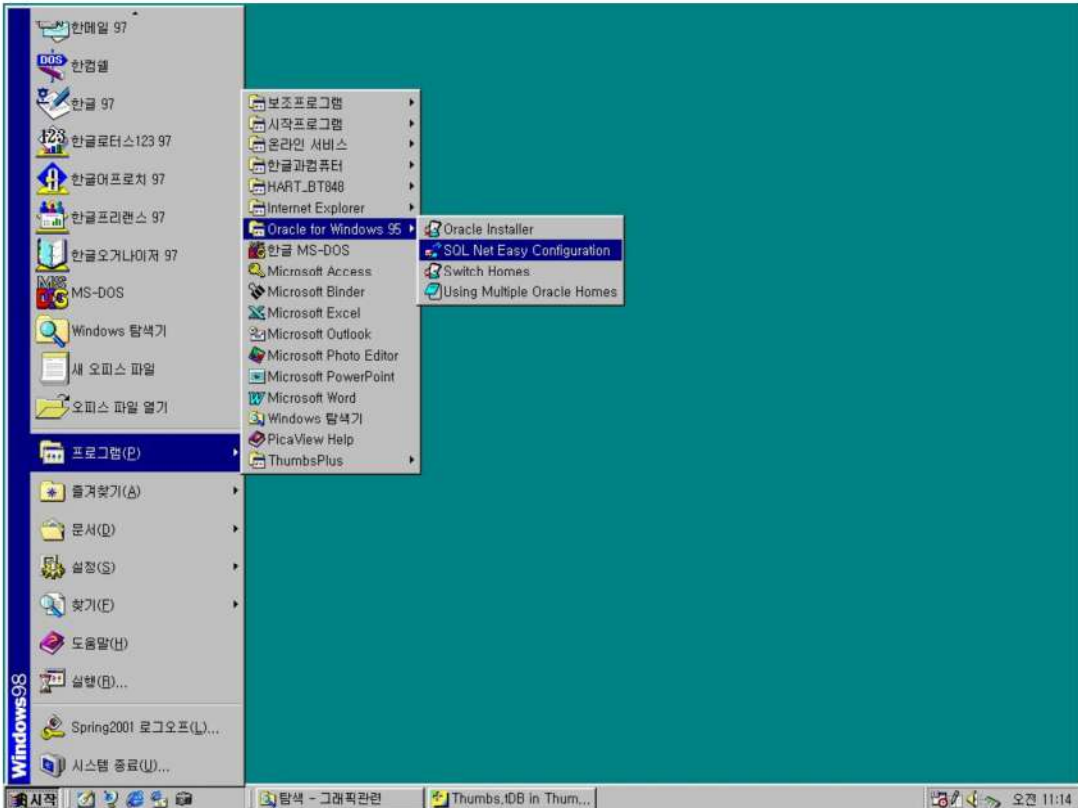 한메일 97
한컴쉘
한글 97
한글로터스123 97
한글어프로치 97
한글프리랜스 97
한글오거나이저 97
MS-DOS
Windows 탐색기
새 오피스 파일
오피스 파일 열기
프로그램(P)
즐겨찾기(A)
문서(D)
설정(S)
찾기(F)
도움말(H)
실행(R)...
Spring2001 로그오프(L)...
시스템 종료(U)...
Windows98
보조프로그램
시작프로그램
온라인 서비스
한글과컴퓨터
HART_BT848
Internet Explorer
Oracle for Windows 95
한글 MS-DOS
Microsoft Access
Microsoft Binder
Microsoft Excel
Microsoft Outlook
Microsoft Photo Editor
Microsoft PowerPoint
Microsoft Word
Windows 탐색기
PicaView Help
ThumbsPlus
Oracle Installer
SQL Net Easy Configuration
Switch Homes
Using Multiple Oracle Homes
시작
탐색 - 그래픽관련
Thumbs.tDB in Thum...
오전 11:14